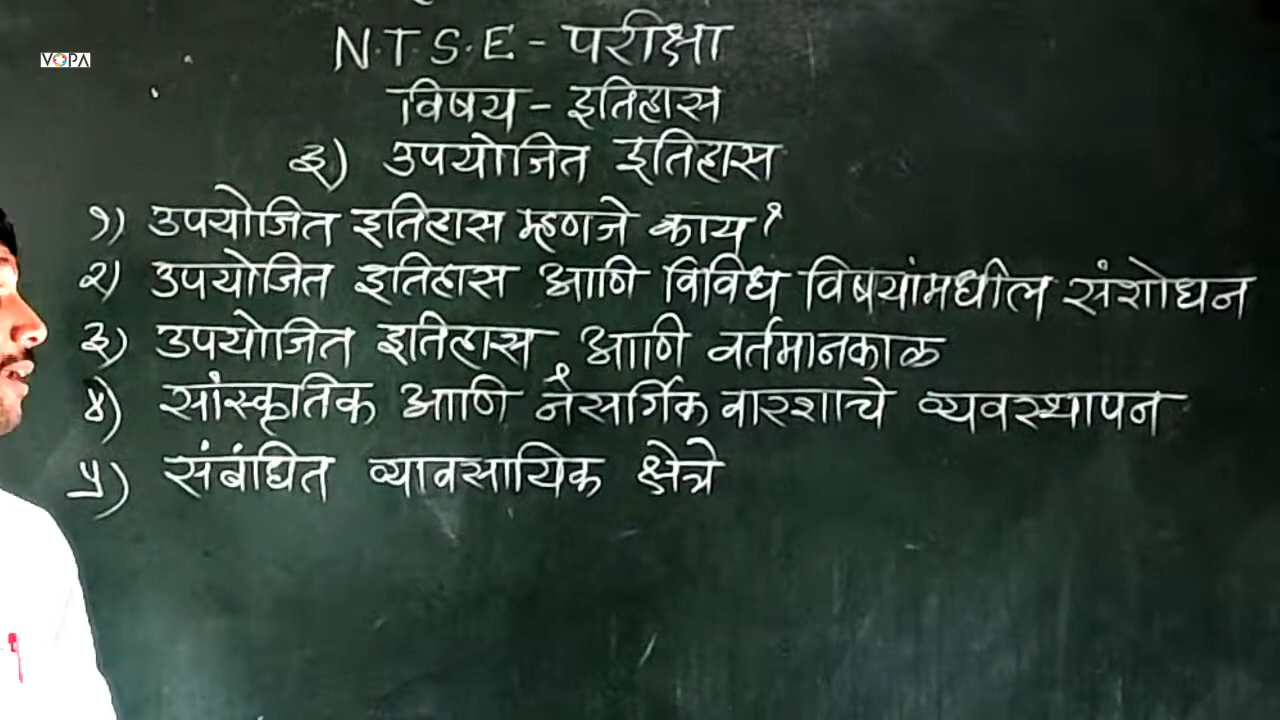 VOPA
N.T.S.E - परीक्षा
विषय - इतिहास
३) उपयोजित इतिहास
१) उपयोजित इतिहास म्हणजे काय?
२) उपयोजित इतिहास आणि विविध विषयांमधील संशोधन
३) उपयोजित इतिहास आणि वर्तमानकाळ
४) सांस्कृतिक आणि नैसर्गिक वारशाचे व्यवस्थापन
५) संबंधित व्यावसायिक क्षेत्रे